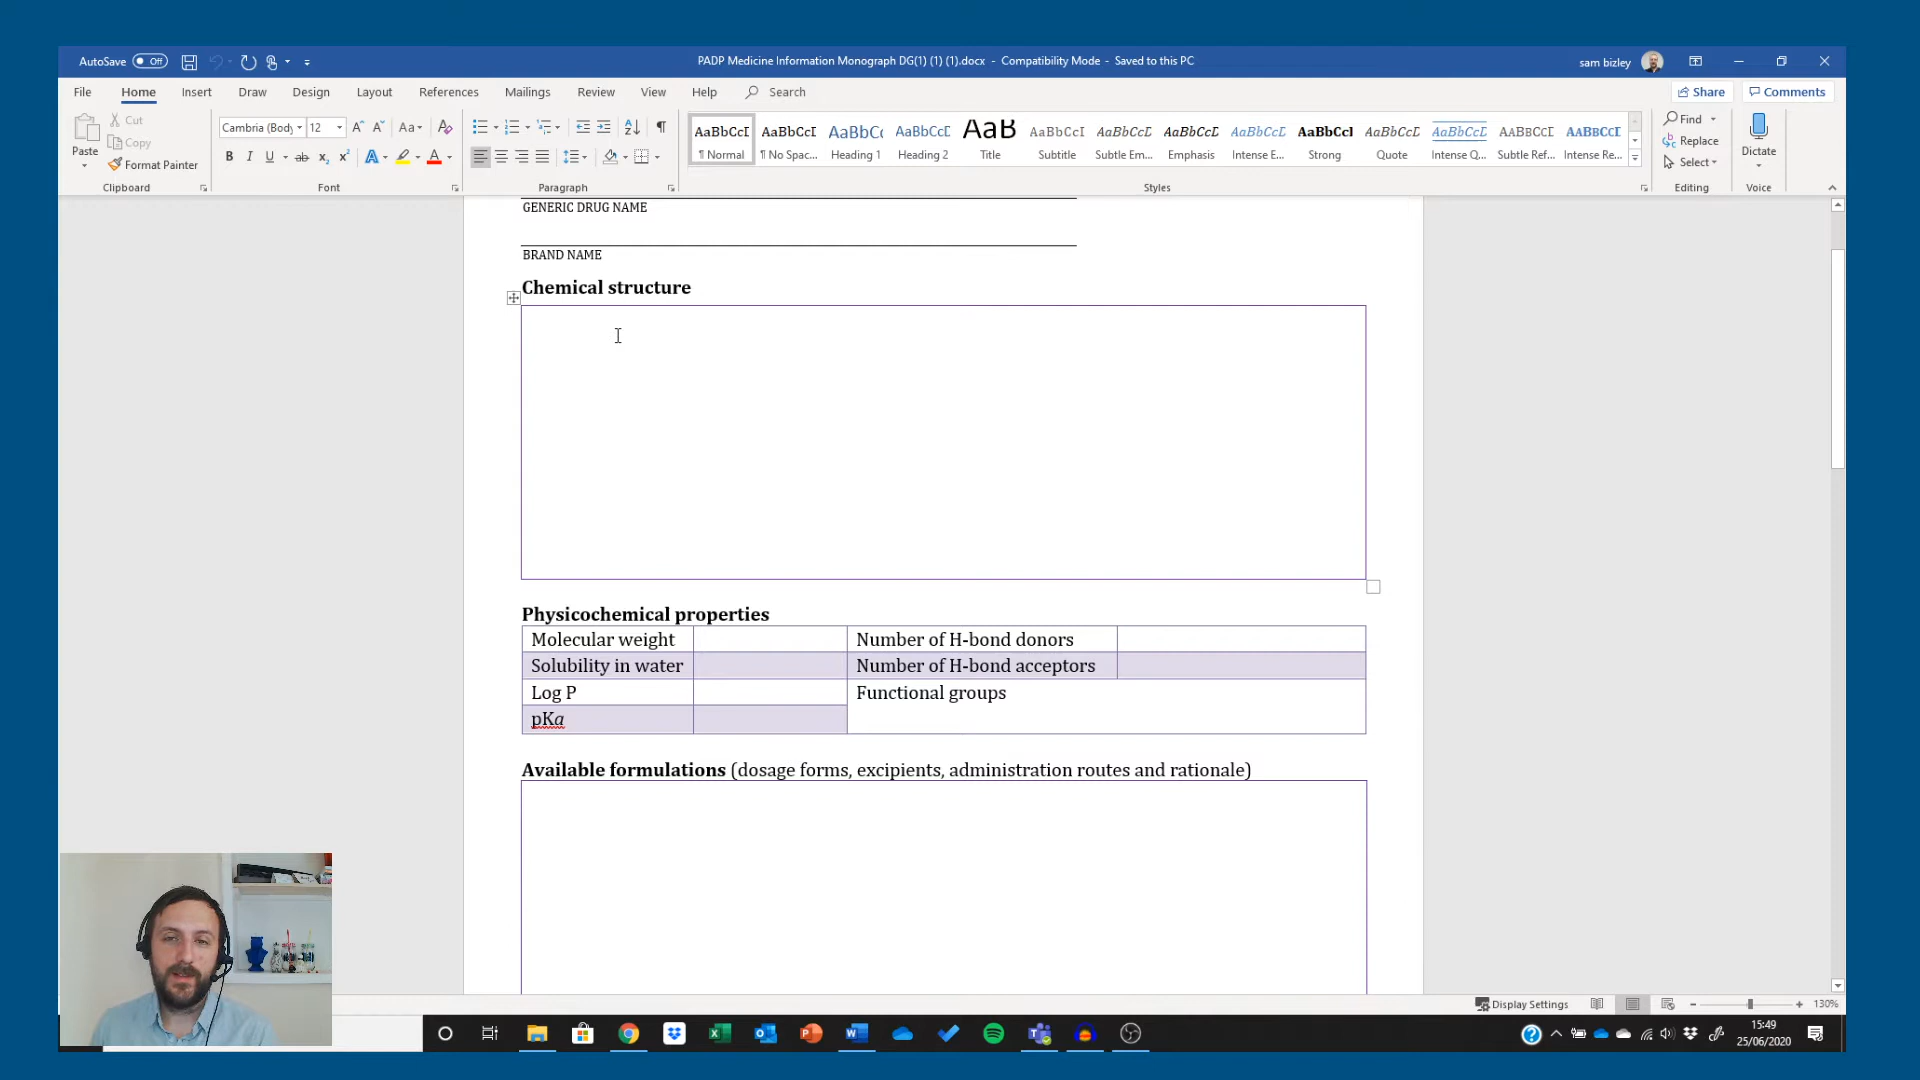 AutoSave Off
PADP Medicine Information Monograph DG(1) (1) (1).docx - Compatibility Mode - Saved to this PC
sam bizley
File Home Insert Draw Design Layout References Mailings Review View Help Search
Share Comments
Paste
Cut
Copy
Format Painter
Clipboard
Cambria (Body 12
Font
Paragraph
AaBbCcI AaBbCcI AaBbCc AaBbCcD AaB AaBbCcI AaBbCcD AaBbCcD AaBbCcD AaBbCcI AaBbCcD AaBbCcD AABBCCD AABBCCD
¶ Normal ¶ No Spac... Heading 1 Heading 2 Title Subtitle Subtle Em... Emphasis Intense E... Strong Quote Intense Q... Subtle Ref... Intense Re...
Styles
Find
Replace
Select
Editing
Dictate
Voice
GENERIC DRUG NAME
BRAND NAME
Chemical structure
Physicochemical properties
Molecular weight Number of H-bond donors
Solubility in water Number of H-bond acceptors
Log P Functional groups
pKa
Available formulations (dosage forms, excipients, administration routes and rationale)
Display Settings
130%
15:49
25/06/2020